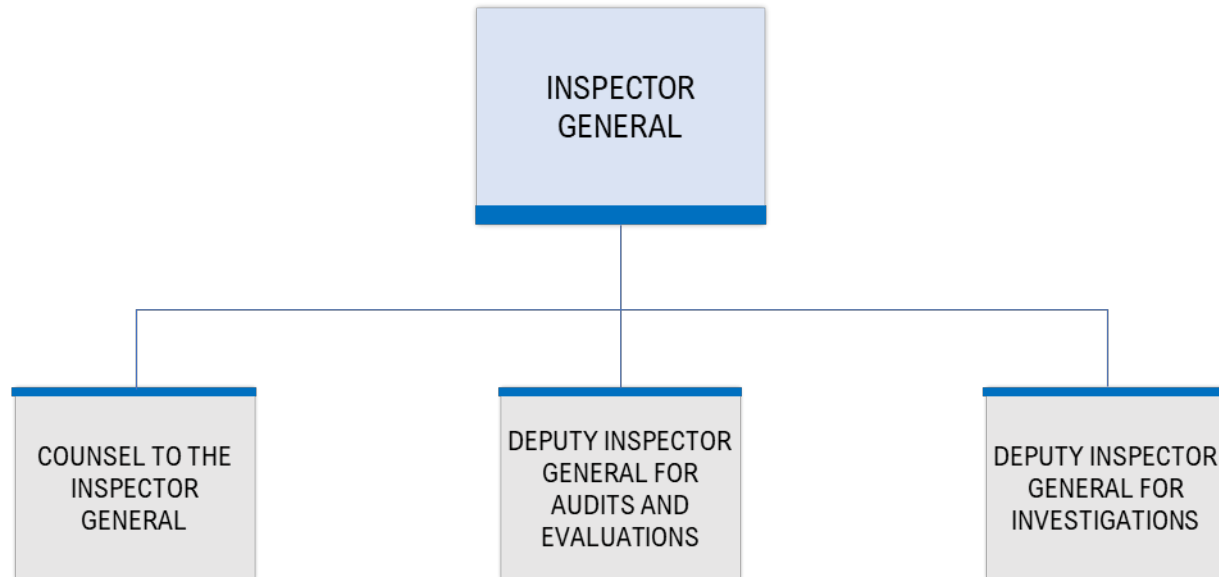 INSPECTOR
GENERAL
COUNSEL TO THE
INSPECTOR
GENERAL
DEPUTY INSPECTOR
GENERAL FOR
AUDITS AND
EVALUATIONS
DEPUTY INSPECTOR
GENERAL FOR
INVESTIGATIONS